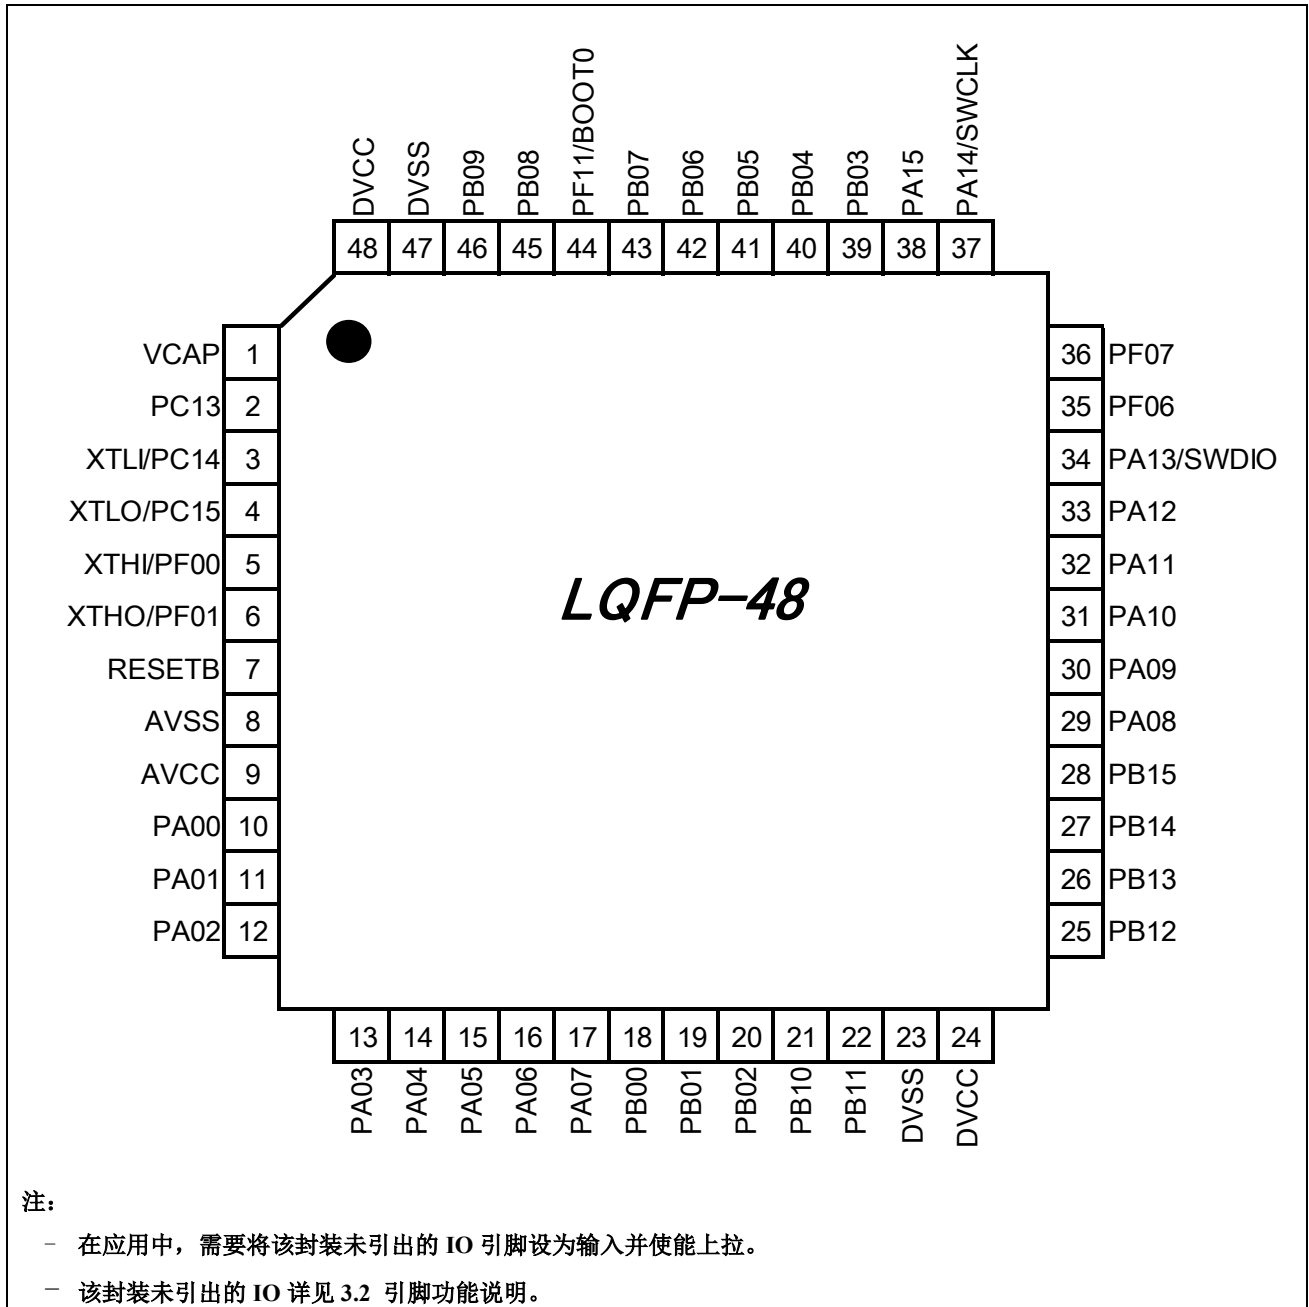 DVCC
DVSS
PB09
PB08
PF11/BOOT0
PB07
PB06
PB05
PB04
PB03
PA15
PA14/SWCLK
48 47 46 45 44 43 42 41 40 39 38 37
VCAP 1
PC13 2
XTLI/PC14 3
XTLO/PC15 4
XTHI/PF00 5
XTHO/PF01 6
RESETB 7
AVSS 8
AVCC 9
PA00 10
PA01 11
PA02 12
LQFP-48
36 PF07
35 PF06
34 PA13/SWDIO
33 PA12
32 PA11
31 PA10
30 PA09
29 PA08
28 PB15
27 PB14
26 PB13
25 PB12
13 14 15 16 17 18 19 20 21 22 23 24
PA03
PA04
PA05
PA06
PA07
PB00
PB01
PB02
PB10
PB11
DVSS
DVCC
注：
－ 在应用中，需要将该封装未引出的 IO 引脚设为输入并使能上拉。
－ 该封装未引出的 IO 详见 3.2 引脚功能说明。